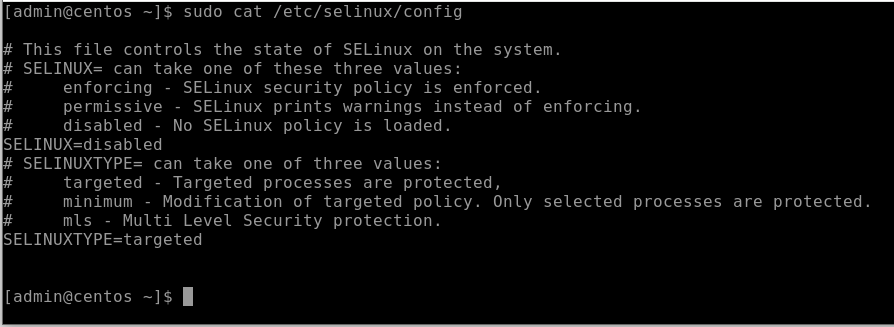 [admin@centos ~]$ sudo cat /etc/selinux/config
# This file controls the state of SELinux on the system.
# SELINUX= can take one of these three values:
#     enforcing - SELinux security policy is enforced.
#     permissive - SELinux prints warnings instead of enforcing.
#     disabled - No SELinux policy is loaded.
SELINUX=disabled
# SELINUXTYPE= can take one of three values:
#     targeted - Targeted processes are protected,
#     minimum - Modification of targeted policy. Only selected processes are protected.
#     mls - Multi Level Security protection.
SELINUXTYPE=targeted
[admin@centos ~]$